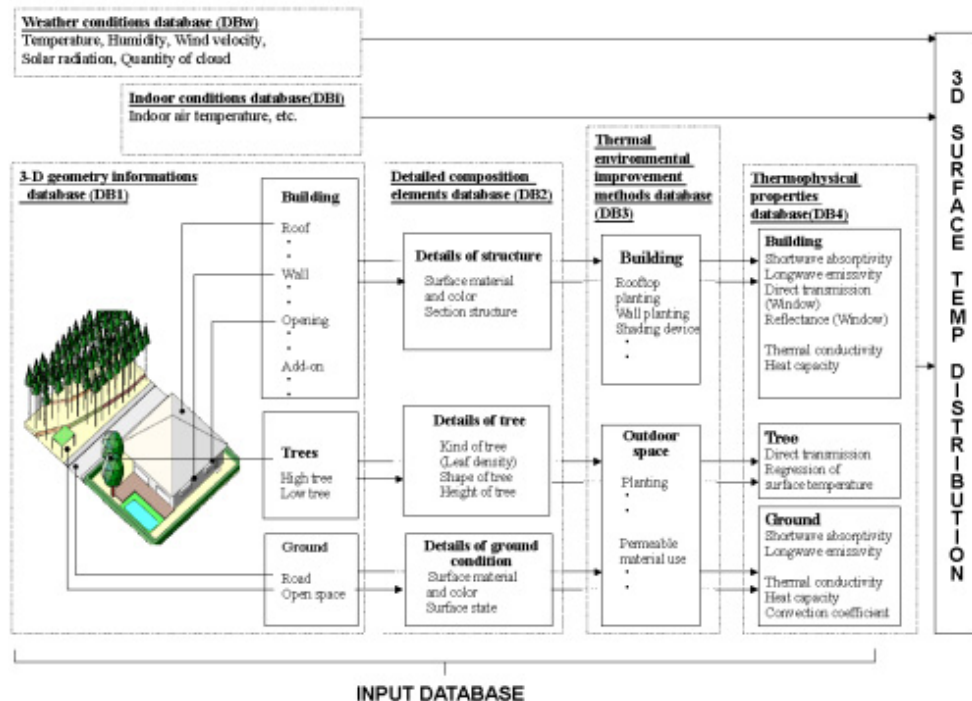 Weather conditions database (DBw)
Temperature, Humidity, Wind velocity,
Solar radiation, Quantity of cloud
Indoor conditions database(DBi)
Indoor air temperature, etc.
3-D geometry informations
database (DB1)
Building
Roof
Wall
Opening
Add-on
Trees
High tree
Low tree
Ground
Road
Open space
Detailed composition
elements database (DB2)
Details of structure
Surface material
and color
Section structure
Details of tree
Kind of tree
(Leaf density)
Shape of tree
Height of tree
Details of ground
condition
Surface material
and color
Surface state
Thermal
environmental
improvement
methods database
(DB3)
Building
Rooftop
planting
Wall planting
Shading device
Outdoor
space
Planting
Permeable
material use
Thermophysical
properties
database(DB4)
Building
Shortwave absorptivity
Longwave emissivity
Direct transmission
(Window)
Reflectance (Window)
Thermal conductivity
Heat capacity
Tree
Direct transmission
Regression of
surface temperature
Ground
Shortwave absorptivity
Longwave emissivity
Thermal conductivity
Heat capacity
Convection coefficient
3D SURFACE TEMP DISTRIBUTION
INPUT DATABASE